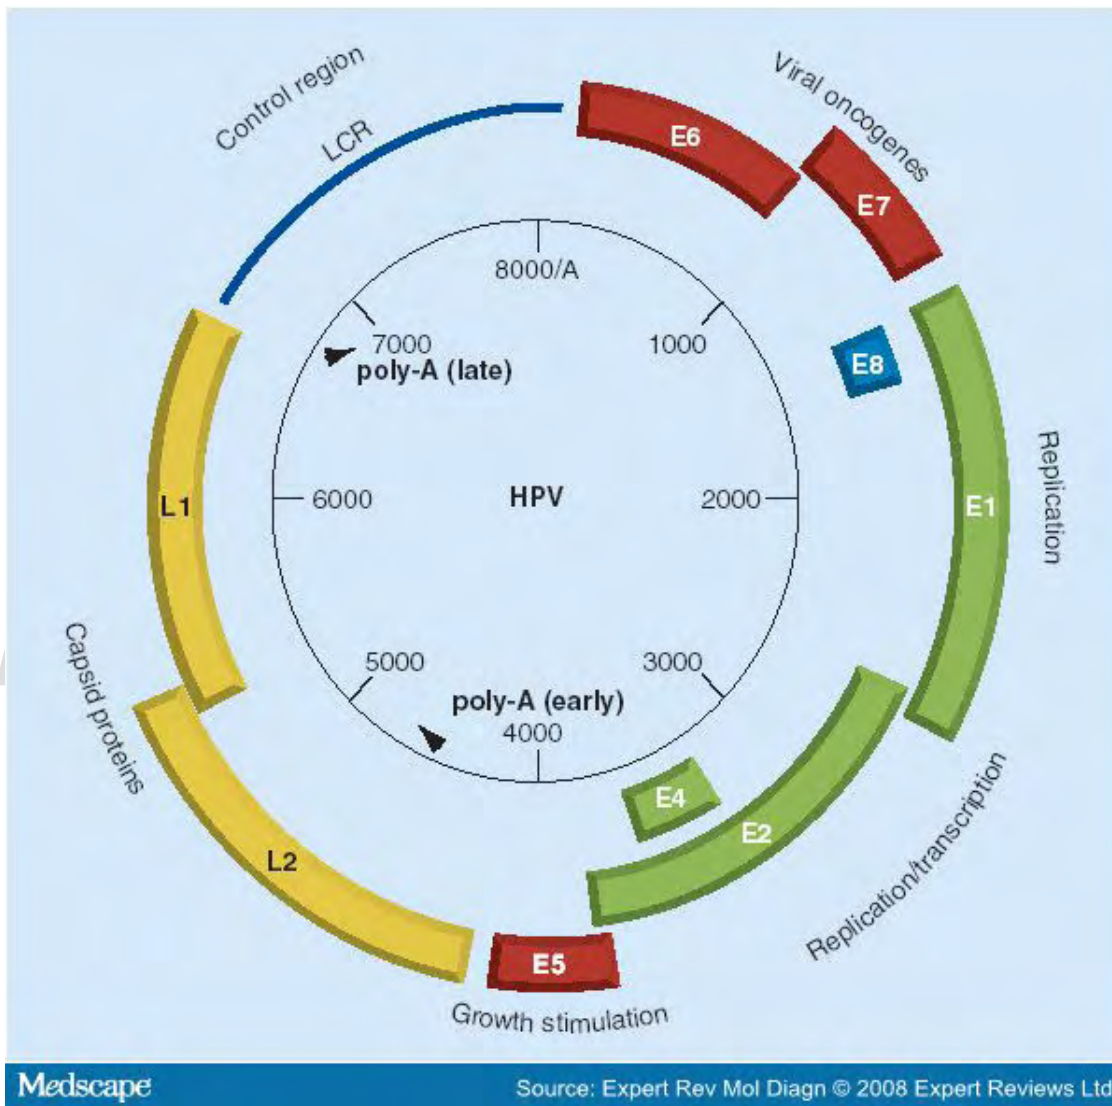 Control region
LCR
Viral oncogenes
E6
E7
8000/A
7000
1000
poly-A (late)
E8
Replication
L1
6000
HPV
2000
E1
Capsid proteins
5000
3000
poly-A (early)
4000
E4
E2
L2
Replication/transcription
E5
Growth stimulation
Medscape
Source: Expert Rev Mol Diagn © 2008 Expert Reviews Ltd